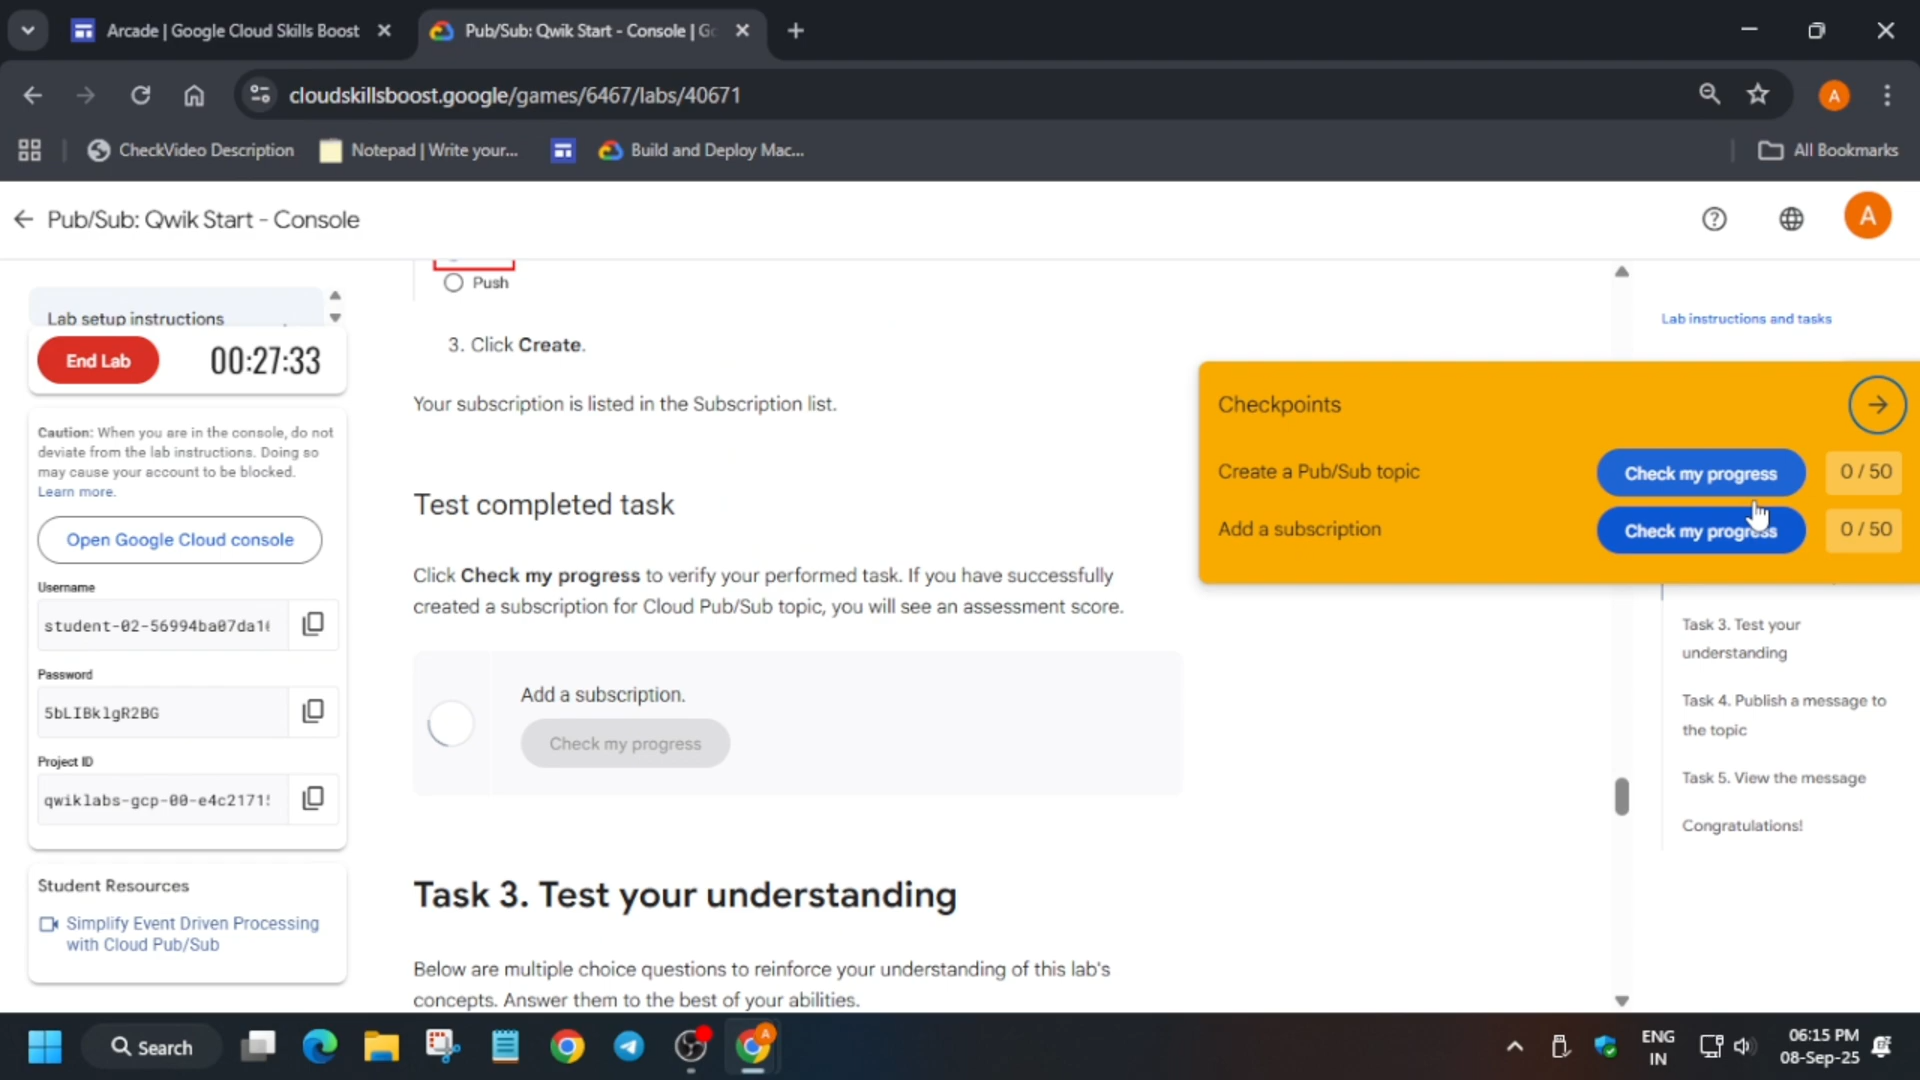 Arcade | Google Cloud Skills Boost
Pub/Sub: Qwik Start - Console | Go
cloudskillsboost.google/games/6467/labs/40671
A
CheckVideo Description
Notepad | Write your...
Build and Deploy Mac...
All Bookmarks
Pub/Sub: Qwik Start - Console
A
Lab setup instructions
End Lab
00:27:33
Caution: When you are in the console, do not
deviate from the lab instructions. Doing so
may cause your account to be blocked.
Learn more.
Open Google Cloud console
Username
student-02-56994ba07da1
Password
5bLIBklgR2BG
Project ID
qwiklabs-gcp-00-e4c2171
Student Resources
Simplify Event Driven Processing
with Cloud Pub/Sub
Push
3. Click Create.
Your subscription is listed in the Subscription list.
Test completed task
Click Check my progress to verify your performed task. If you have successfully
created a subscription for Cloud Pub/Sub topic, you will see an assessment score.
Add a subscription.
Check my progress
Task 3. Test your understanding
Below are multiple choice questions to reinforce your understanding of this lab's
concepts. Answer them to the best of your abilities.
Lab instructions and tasks
Checkpoints
Create a Pub/Sub topic
Check my progress
0 / 50
Add a subscription
Check my progress
0 / 50
Task 3. Test your
understanding
Task 4. Publish a message to
the topic
Task 5. View the message
Congratulations!
Search
A
ENG
IN
06:15 PM
08-Sep-25